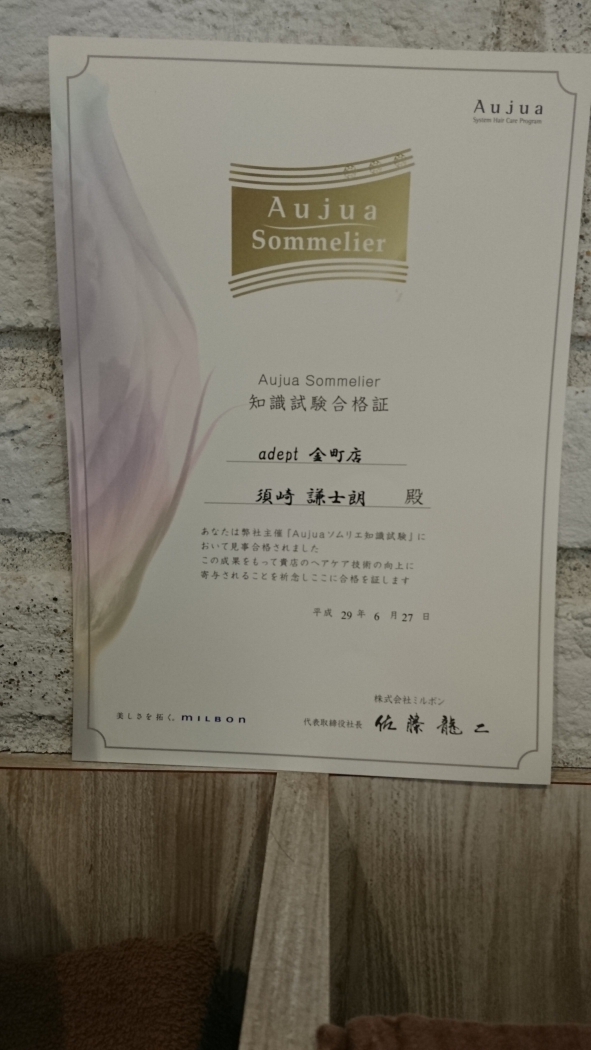 Aujua
System Hair Care Program
Aujua
Sommelier
Aujua Sommelier
知識試験合格証
adept 金町店
須崎 謙士朗 殿
あなたは弊社主催「Aujuaソムリエ知識試験」に
おいて見事合格されました
この成果をもって貴店のヘアケア技術の向上に
寄与されることを祈念しここに合格を証します
平成 29 年 6 月 27 日
株式会社ミルボン
代表取締役社長 佐藤 龍二
美しさを拓く。 MILBON